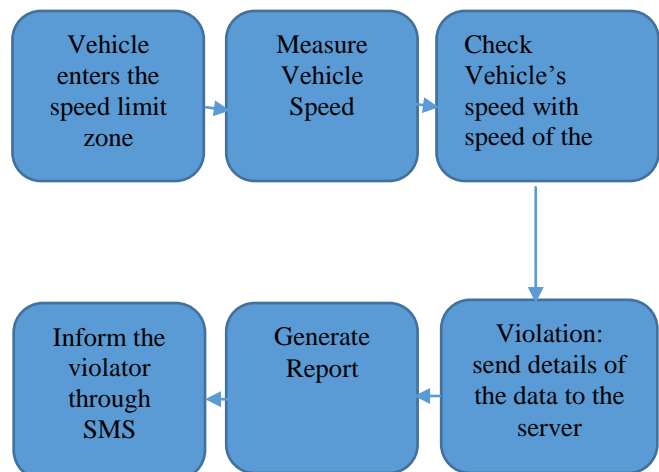 Vehicle
enters the
speed limit
zone
Measure
Vehicle
Speed
Check
Vehicle’s
speed with
speed of the
Violation:
send details of
the data to the
server
Generate
Report
Inform the
violator
through
SMS